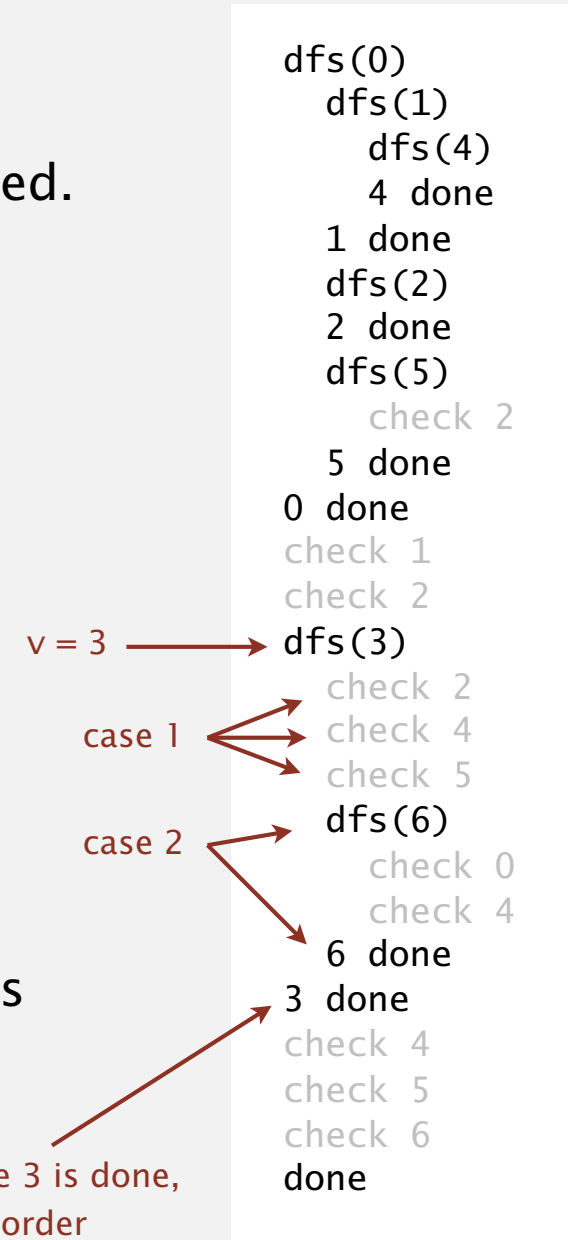 ed.
v = 3
case 1
case 2
s
e 3 is done,
order
dfs(0)
dfs(1)
dfs(4)
4 done
1 done
dfs(2)
2 done
dfs(5)
check 2
5 done
0 done
check 1
check 2
dfs(3)
check 2
check 4
check 5
dfs(6)
check 0
check 4
6 done
3 done
check 4
check 5
check 6
done